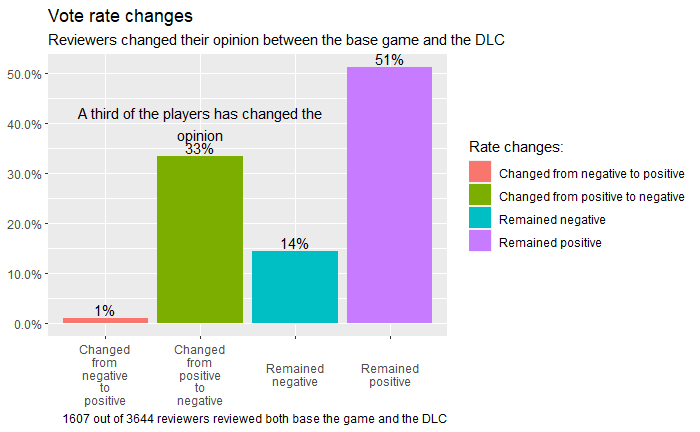 Vote rate changes
Reviewers changed their opinion between the base game and the DLC
50.0%
40.0%
30.0%
20.0%
10.0%
0.0%
51%
A third of the players has changed the
opinion
33%
14%
1%
Rate changes:
Changed from negative to positive
Changed from positive to negative
Remained negative
Remained positive
Changed
from
negative
to
positive
Changed
from
positive
to
negative
Remained
negative
Remained
positive
1607 out of 3644 reviewers reviewed both base the game and the DLC